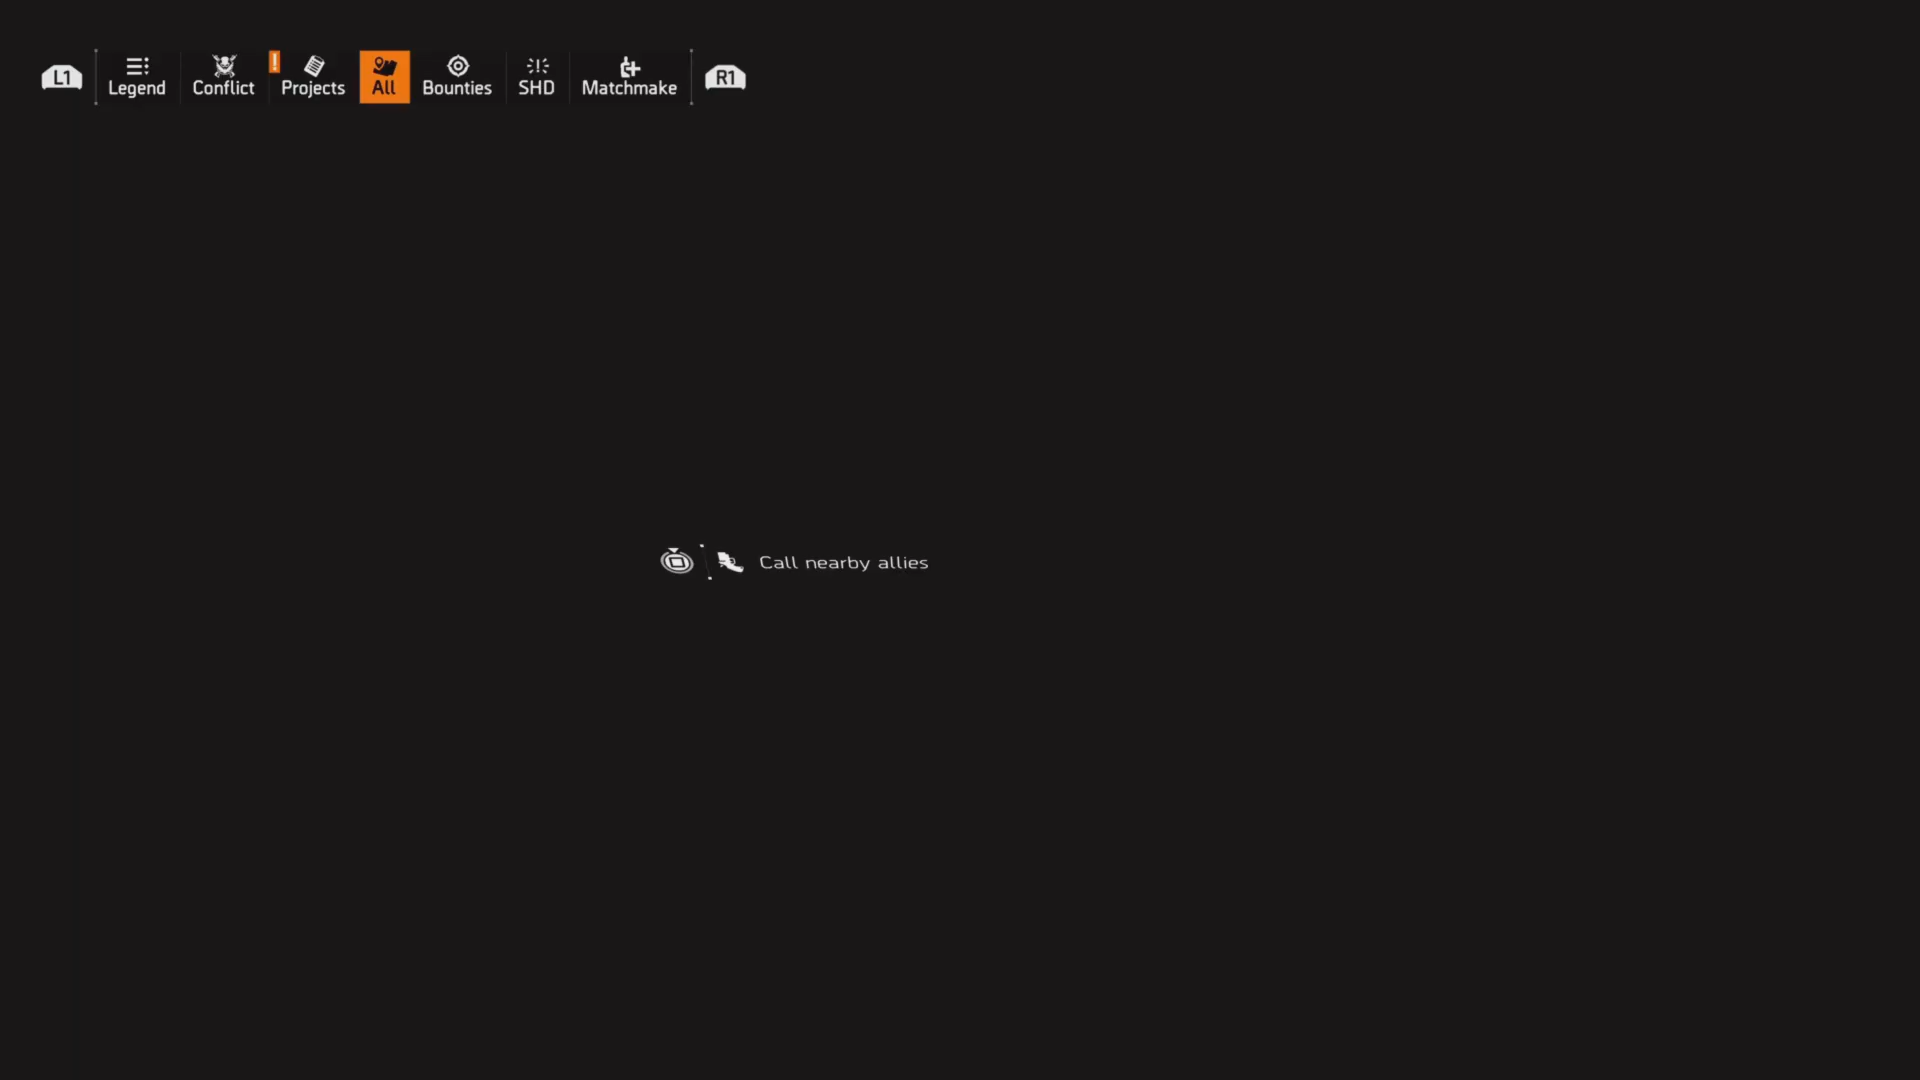 L1 Legend Conflict ! Projects All Bounties SHD Matchmake R1
Call nearby allies